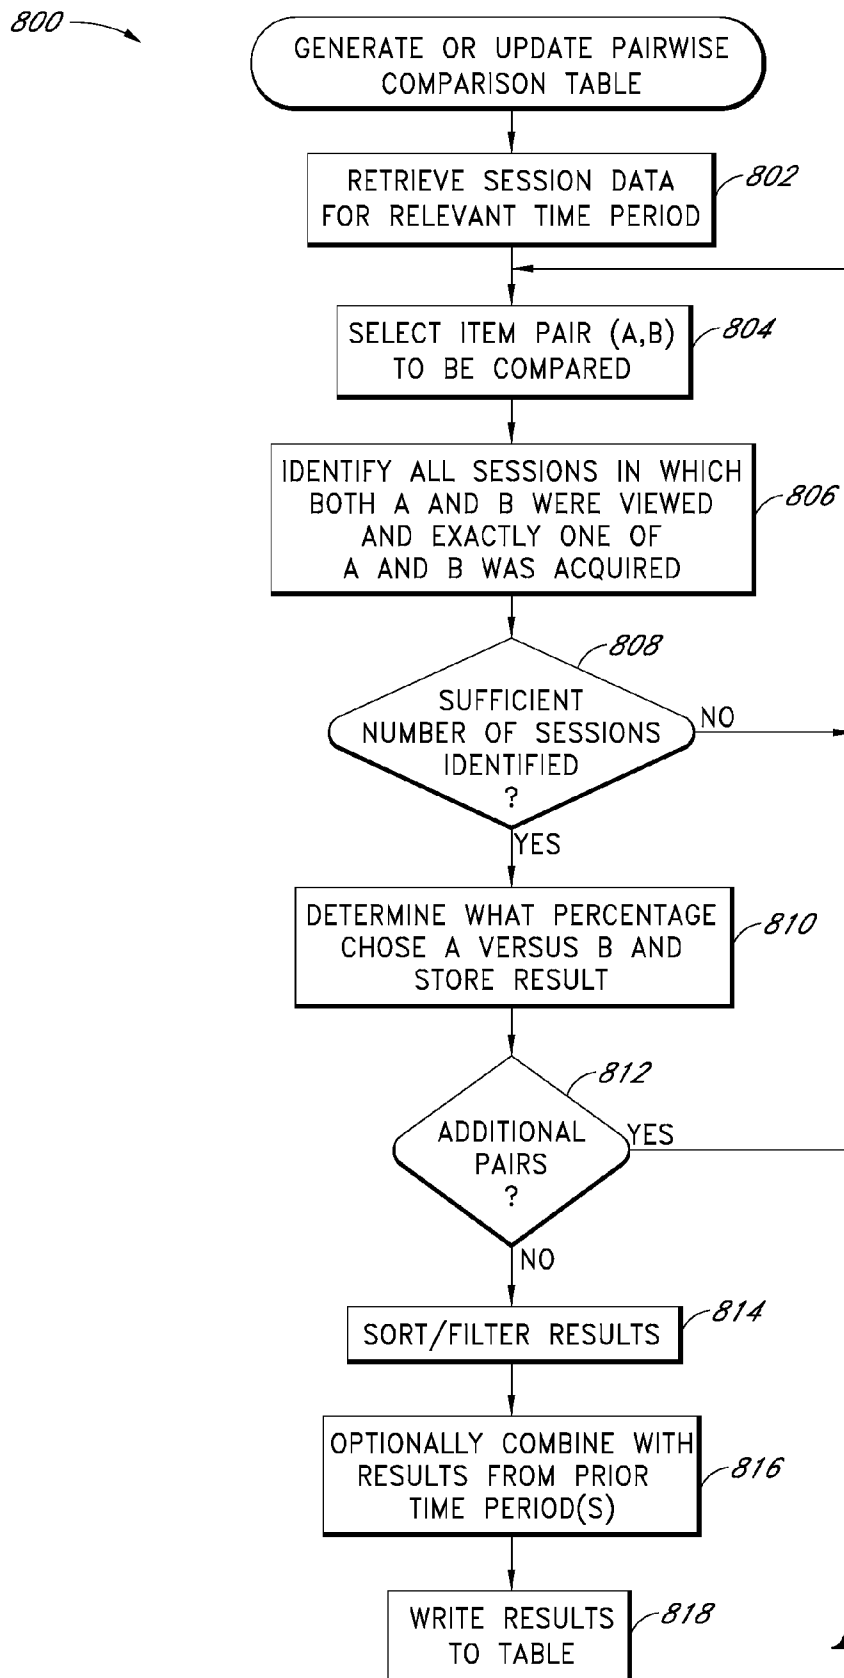 800
GENERATE OR UPDATE PAIRWISE
COMPARISON TABLE
RETRIEVE SESSION DATA
FOR RELEVANT TIME PERIOD
802
SELECT ITEM PAIR (A,B)
TO BE COMPARED
804
IDENTIFY ALL SESSIONS IN WHICH
BOTH A AND B WERE VIEWED
AND EXACTLY ONE OF
A AND B WAS ACQUIRED
806
808
SUFFICIENT
NUMBER OF SESSIONS
IDENTIFIED
?
NO
YES
DETERMINE WHAT PERCENTAGE
CHOSE A VERSUS B AND
STORE RESULT
810
812
ADDITIONAL
PAIRS
?
YES
NO
SORT/FILTER RESULTS
814
OPTIONALLY COMBINE WITH
RESULTS FROM PRIOR
TIME PERIOD(S)
816
WRITE RESULTS
TO TABLE
818